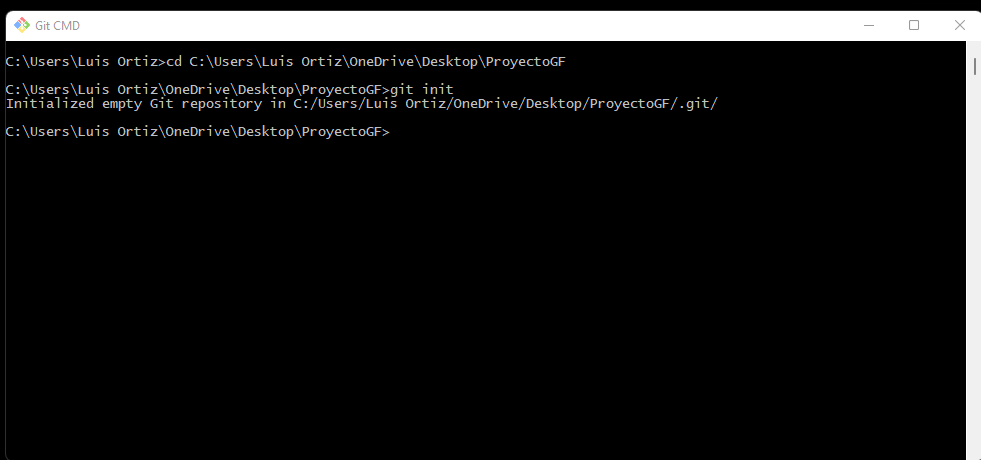 Git CMD
C:\Users\Luis Ortiz>cd C:\Users\Luis Ortiz\OneDrive\Desktop\ProyectoGF
C:\Users\Luis Ortiz\OneDrive\Desktop\ProyectoGF>git init
Initialized empty Git repository in C:/Users/Luis Ortiz/OneDrive/Desktop/ProyectoGF/.git/
C:\Users\Luis Ortiz\OneDrive\Desktop\ProyectoGF>